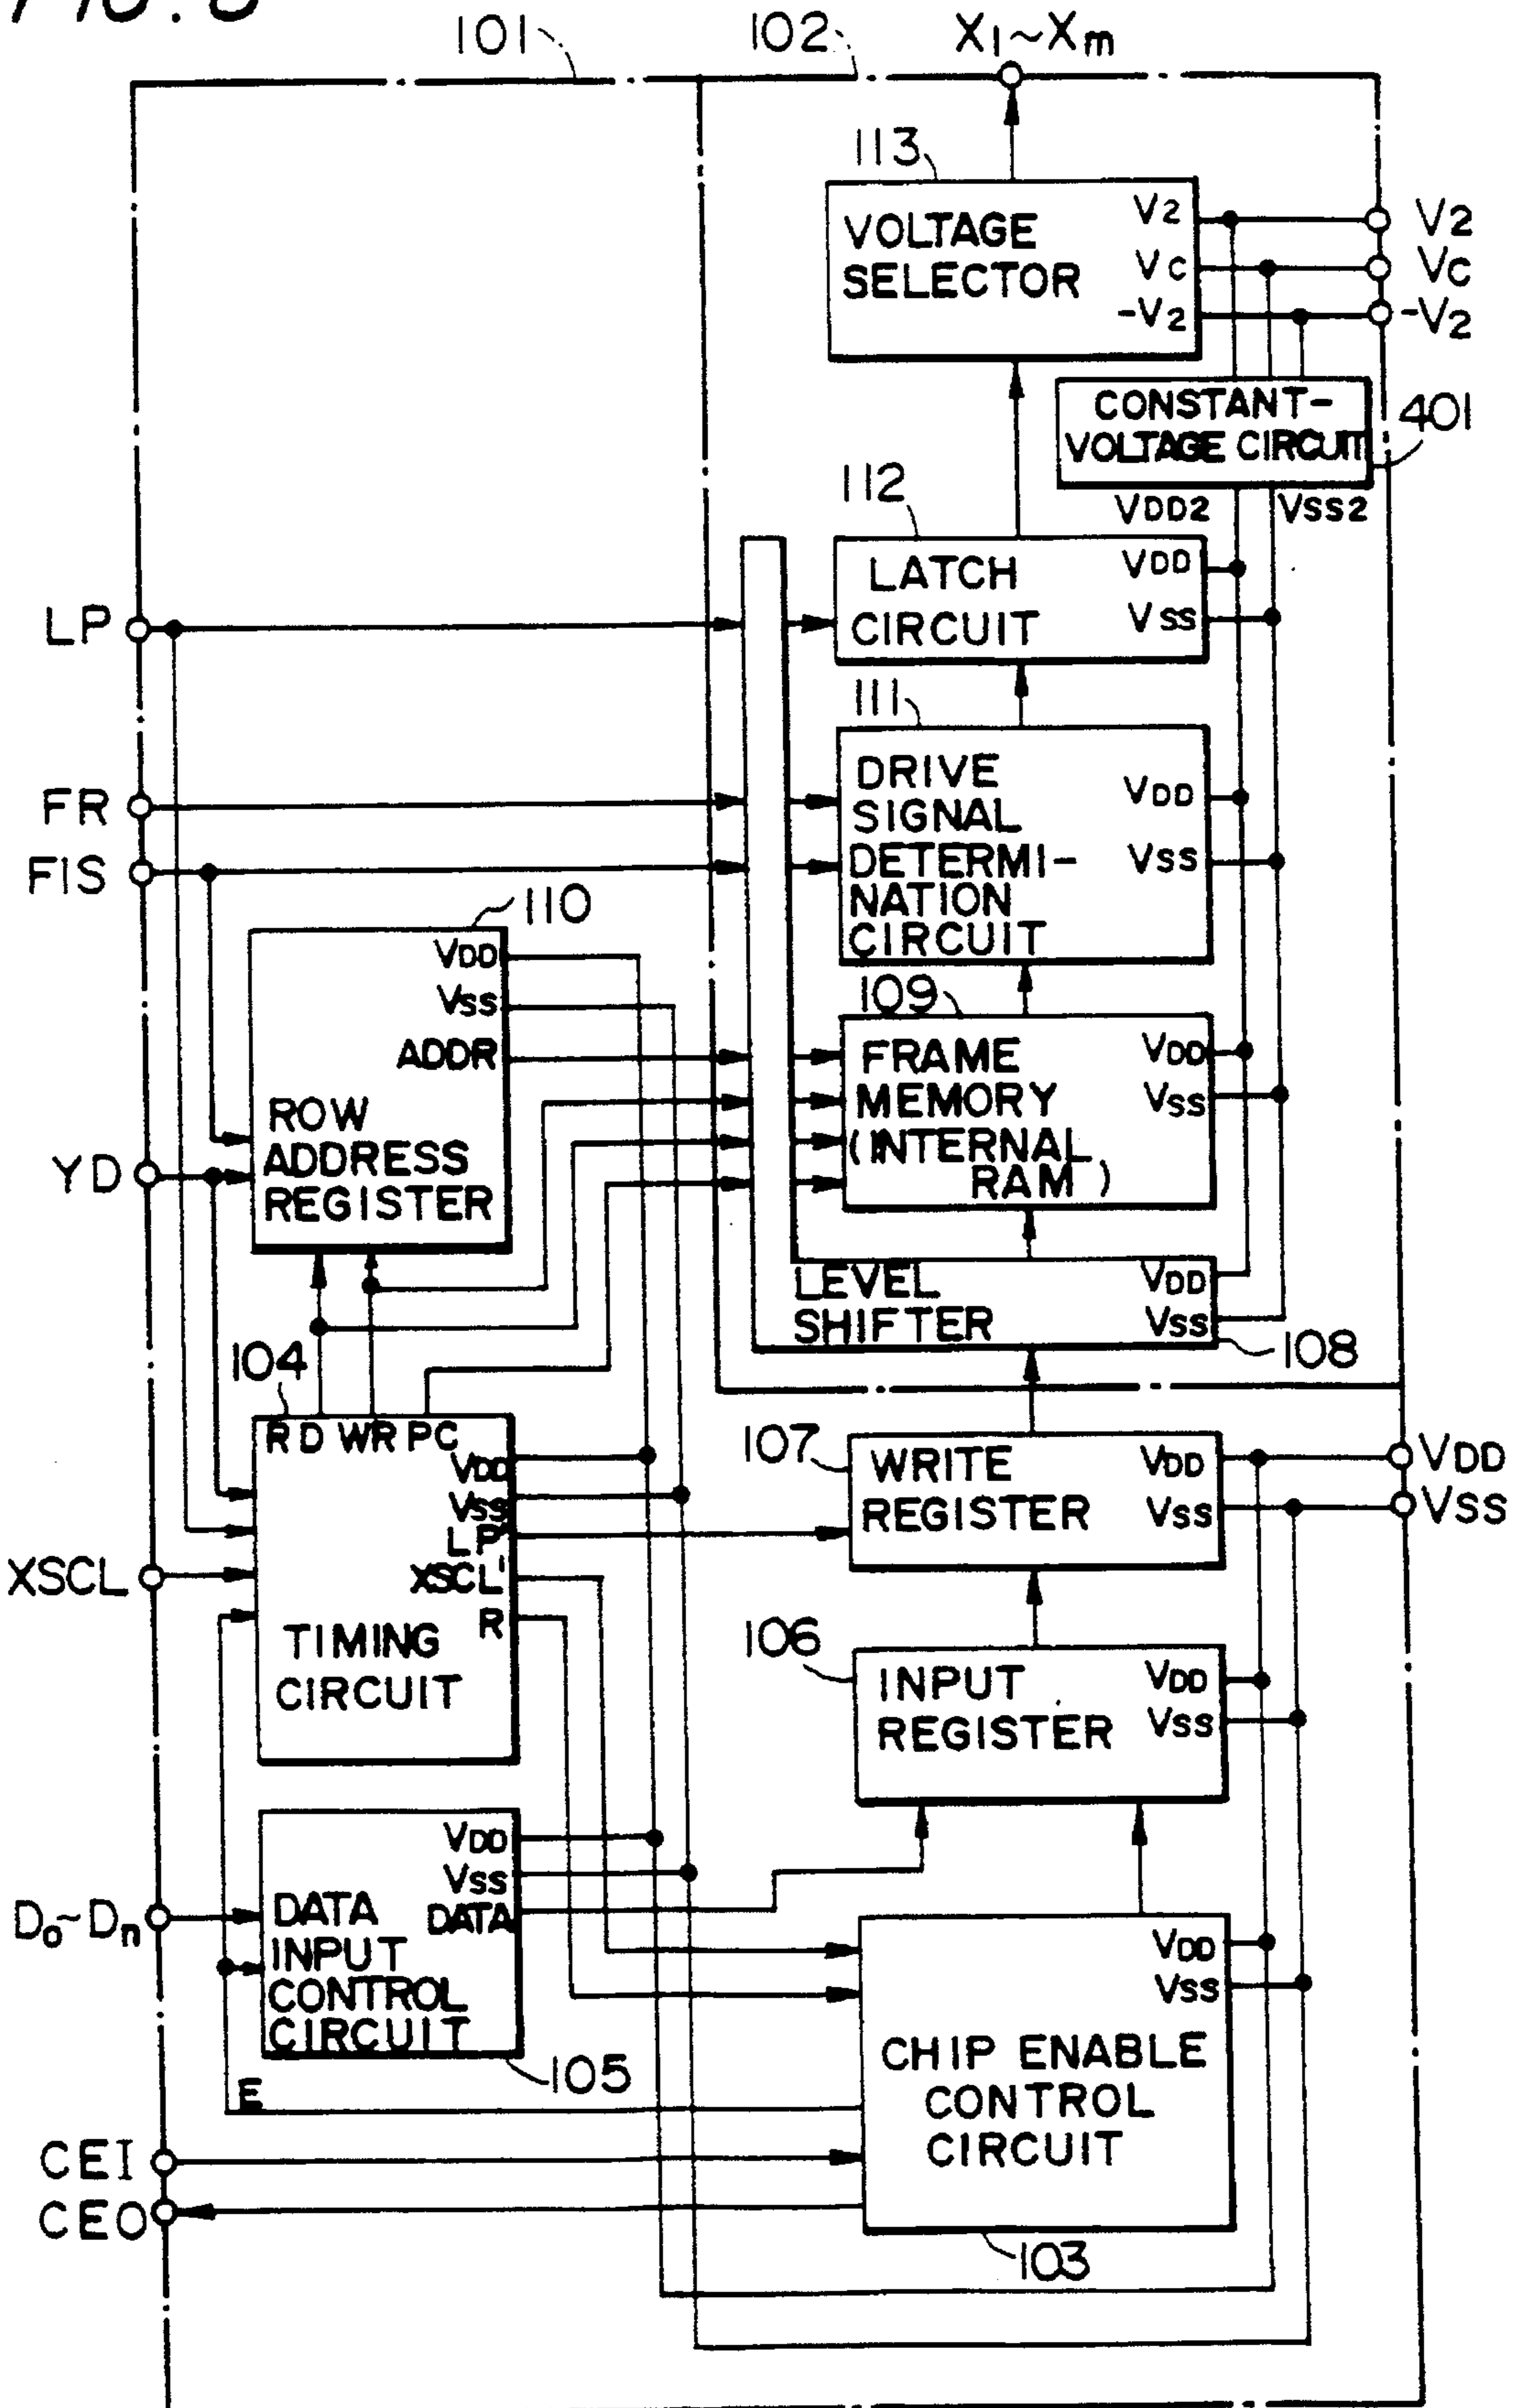 101
102
X1~Xm
113
VOLTAGE
SELECTOR
V2
VC
-V2
V2
VC
-V2
CONSTANT-
VOLTAGE CIRCUIT
401
VDD2
VSS2
112
LATCH
CIRCUIT
VDD
VSS
LP
111
DRIVE
SIGNAL
DETERMI-
NATION
CIRCUIT
VDD
VSS
FR
FIS
110
VDD
VSS
ADDR
ROW
ADDRESS
REGISTER
109
FRAME
MEMORY
(INTERNAL
RAM)
VDD
VSS
YD
LEVEL
SHIFTER
VDD
VSS
108
104
RD WR PC
VDD
VSS
LP'
XSCL'
R
TIMING
CIRCUIT
107
WRITE
REGISTER
VDD
VSS
VDD
VSS
XSCL
106
INPUT
REGISTER
VDD
VSS
VDD
VSS
DATA
DATA
INPUT
CONTROL
CIRCUIT
Do~Dn
105
E
VDD
VSS
CHIP ENABLE
CONTROL
CIRCUIT
CEI
CEO
103